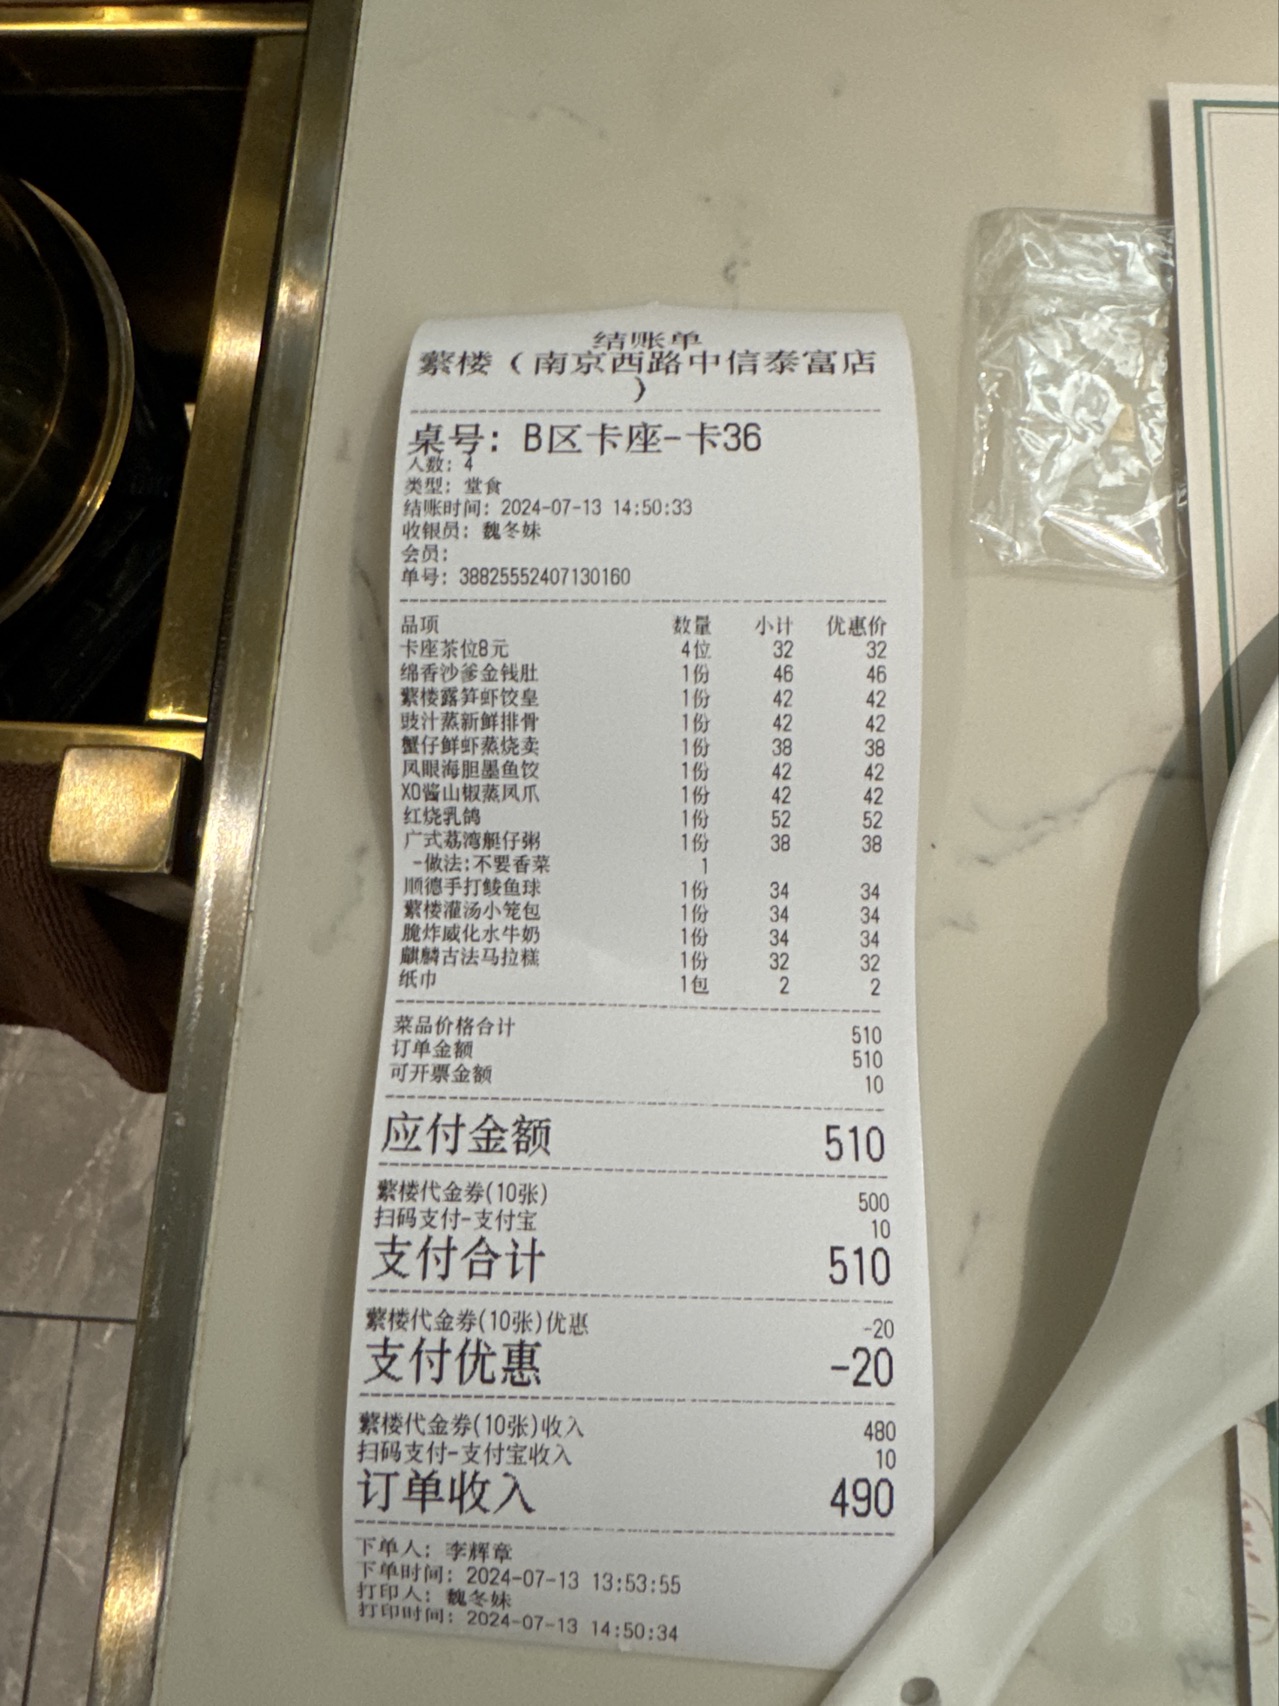 结账单
蘩楼（南京西路中信泰富店
）
桌号: B区卡座-卡36
人数: 4
类型: 堂食
结账时间: 2024-07-13 14:50:33
收银员: 魏冬妹
会员:
单号: 38825552407130160
品项 数量 小计 优惠价
卡座茶位8元 4位 32 32
绵香沙爹金钱肚 1份 46 46
蘩楼露笋虾饺皇 1份 42 42
豉汁蒸新鲜排骨 1份 42 42
蟹仔鲜虾蒸烧卖 1份 38 38
凤眼海胆墨鱼饺 1份 42 42
XO酱山椒蒸凤爪 1份 42 42
红烧乳鸽 1份 52 52
广式荔湾艇仔粥 1份 38 38
-做法:不要香菜 1
顺德手打鲮鱼球 1份 34 34
蘩楼灌汤小笼包 1份 34 34
脆炸威化水牛奶 1份 34 34
麒麟古法马拉糕 1份 32 32
纸巾 1包 2 2
菜品价格合计 510
订单金额 510
可开票金额 10
应付金额 510
蘩楼代金券(10张) 500
扫码支付-支付宝 10
支付合计 510
蘩楼代金券(10张)优惠 -20
支付优惠 -20
蘩楼代金券(10张)收入 480
扫码支付-支付宝收入 10
订单收入 490
下单人: 李辉章
下单时间: 2024-07-13 13:53:55
打印人: 魏冬妹
打印时间: 2024-07-13 14:50:34